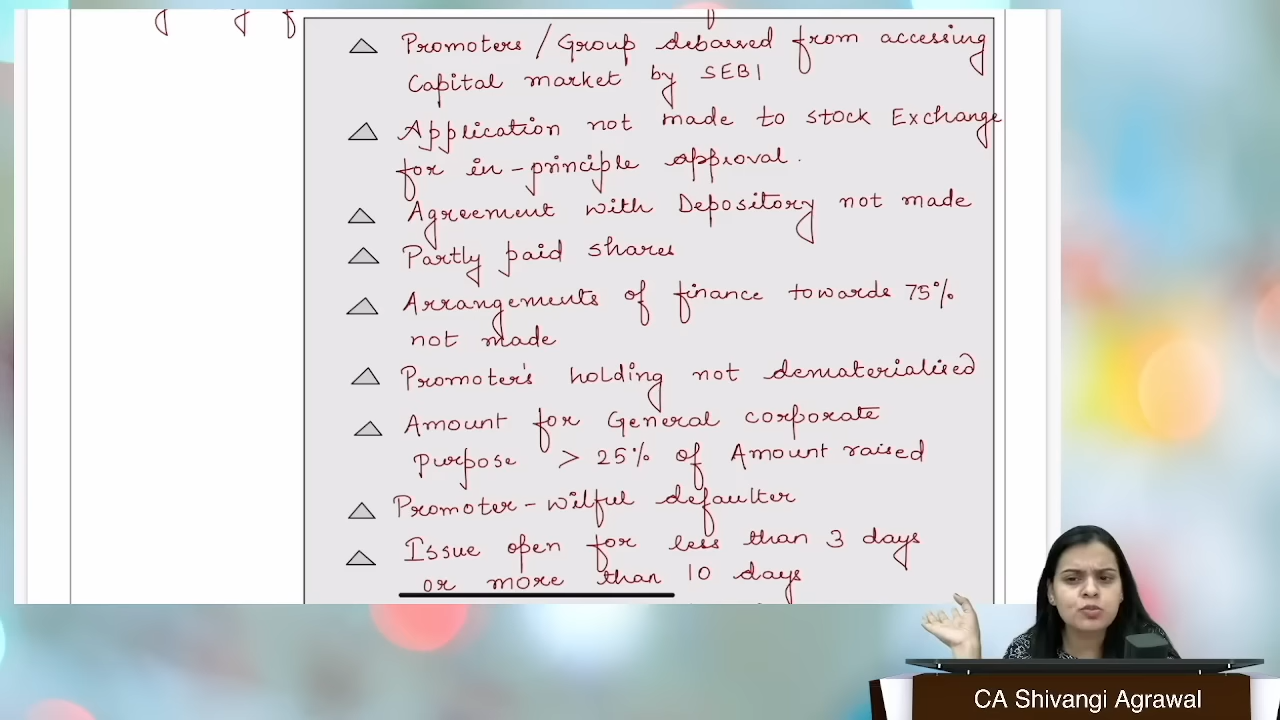 Promoters / Group debarred from accessing
Capital market by SEBI
Application not made to stock Exchange
for in-principle approval.
Agreement with Depository not made
Partly paid shares
Arrangements of finance towards 75%
not made
Promoter's holding not dematerialised
Amount for General corporate
purpose > 25% of Amount raised
Promoter - wilful defaulter
Issue open for less than 3 days
or more than 10 days
CA Shivangi Agrawal